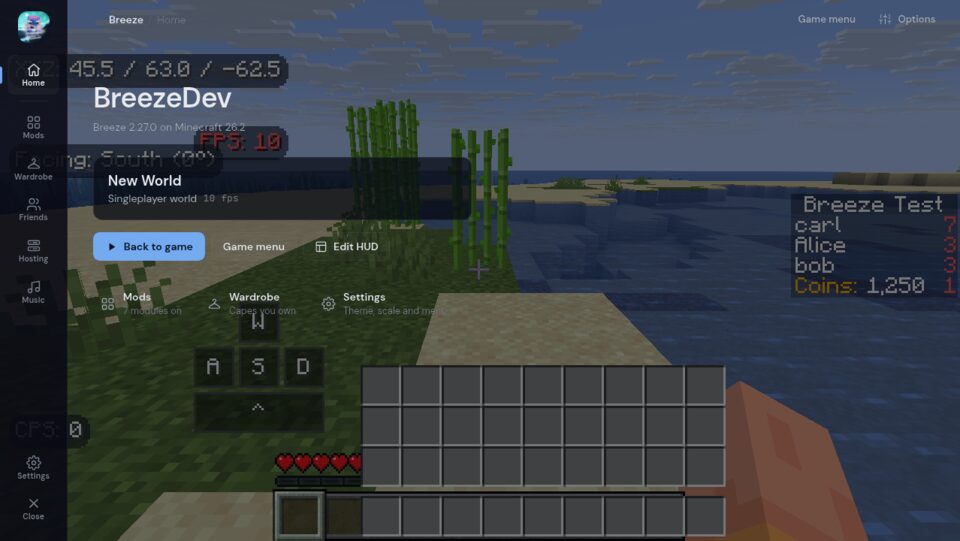 Breeze / Home
Game menu
Options
XYZ: 45.5 / 63.0 / -62.5
Home
BreezeDev
Breeze 2.27.0 on Minecraft 26.2
FPS: 10
Facing: South (0°)
Mods
Wardrobe
Friends
Hosting
Music
New World
Singleplayer world 10 fps
Back to game
Game menu
Edit HUD
Mods
7 modules on
Wardrobe
Capes you own
Settings
Theme, scale and menu
Breeze Test
carl 7
Alice 3
bob 3
Coins: 1,250 1
W
A S D
^
CPS: 0
Settings
Close